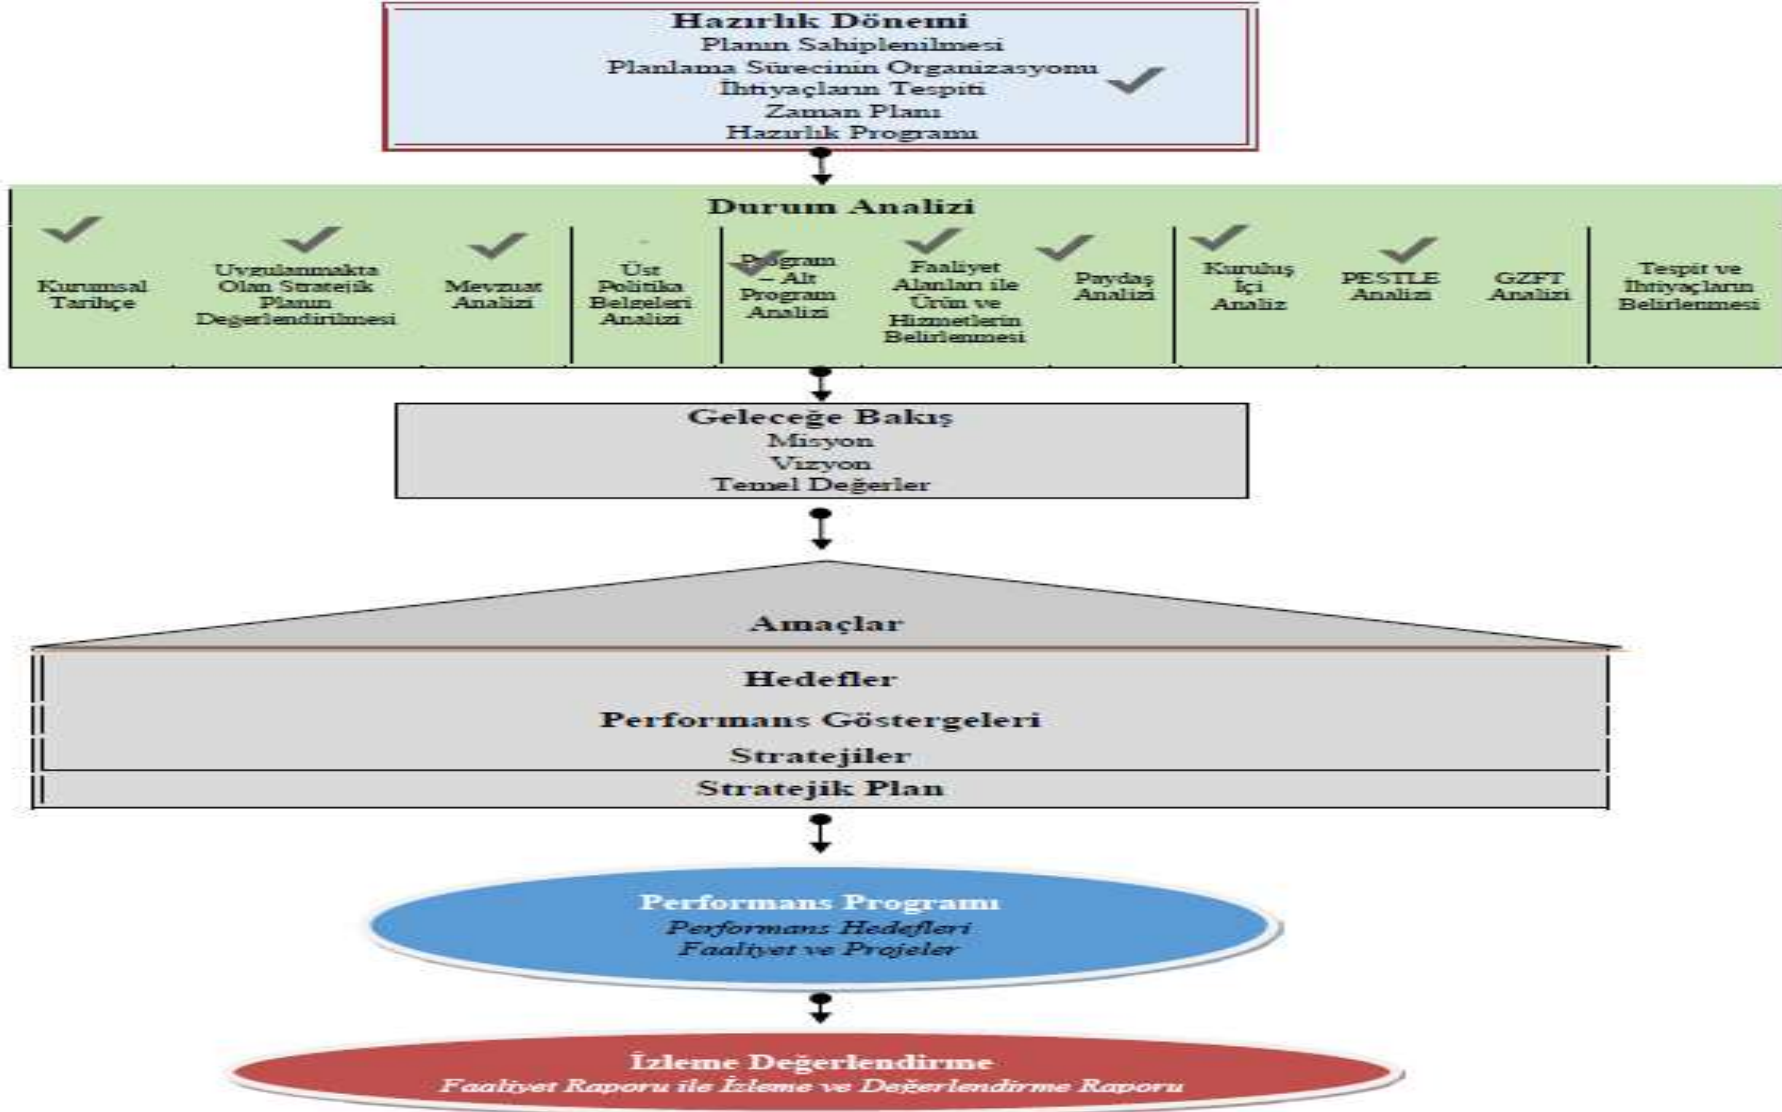 Hazırlık Dönemi
Planın Sahiplenilmesi
Planlama Sürecinin Organizasyonu
İhtiyaçların Tespiti
Zaman Planı
Hazırlık Programı
Durum Analizi
Kurumsal
Tarihçe
Uygulanmakta
Olan Stratejik
Planın
Değerlendirilmesi
Mevzuat
Analizi
Üst
Politika
Belgeleri
Analizi
Program
– Alt
Program
Analizi
Faaliyet
Alanları ile
Ürün ve
Hizmetlerin
Belirlenmesi
Paydaş
Analizi
Kuruluş
İçi
Analiz
PESTLE
Analizi
GZFT
Analizi
Tespit ve
İhtiyaçların
Belirlenmesi
Geleceğe Bakış
Misyon
Vizyon
Temel Değerler
Amaçlar
Hedefler
Performans Göstergeleri
Stratejiler
Stratejik Plan
Performans Programı
Performans Hedefleri
Faaliyet ve Projeler
İzleme Değerlendirme
Faaliyet Raporu ile İzleme ve Değerlendirme Raporu